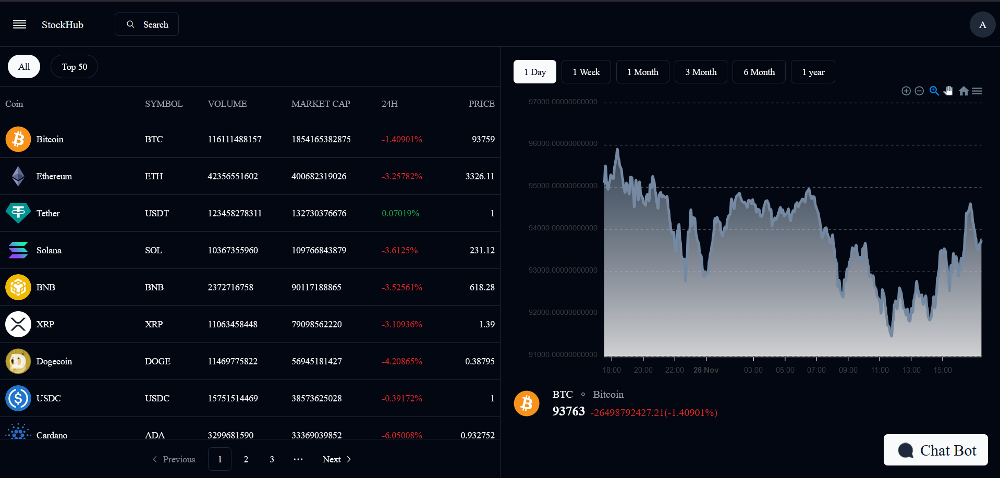 StockHub Search A
All Top 50
Coin SYMBOL VOLUME MARKET CAP 24H PRICE
Bitcoin BTC 116111488157 1854165382875 -1.40901% 93759
Ethereum ETH 42356551602 400682319026 -3.25782% 3326.11
Tether USDT 123458278311 132730376676 0.07019% 1
Solana SOL 10367355960 109766843879 -3.6125% 231.12
BNB BNB 2372716758 90117188865 -3.52561% 618.28
XRP XRP 11063458448 79098562220 -3.10936% 1.39
Dogecoin DOGE 11469775822 56945181427 -4.20865% 0.38795
USDC USDC 15751514469 38573625028 -0.39172% 1
Cardano ADA 3299681590 33369039852 -6.05008% 0.932752
Previous 1 2 3 ··· Next
1 Day 1 Week 1 Month 3 Month 6 Month 1 year
97000.00000000000
96000.00000000000
95000.00000000000
94000.00000000000
93000.00000000000
92000.00000000000
91000.00000000000
18:00 20:00 22:00 26 Nov 03:00 05:00 07:00 09:00 11:00 13:00 15:00
BTC Bitcoin
93763 -26498792427.21(-1.40901%)
Chat Bot